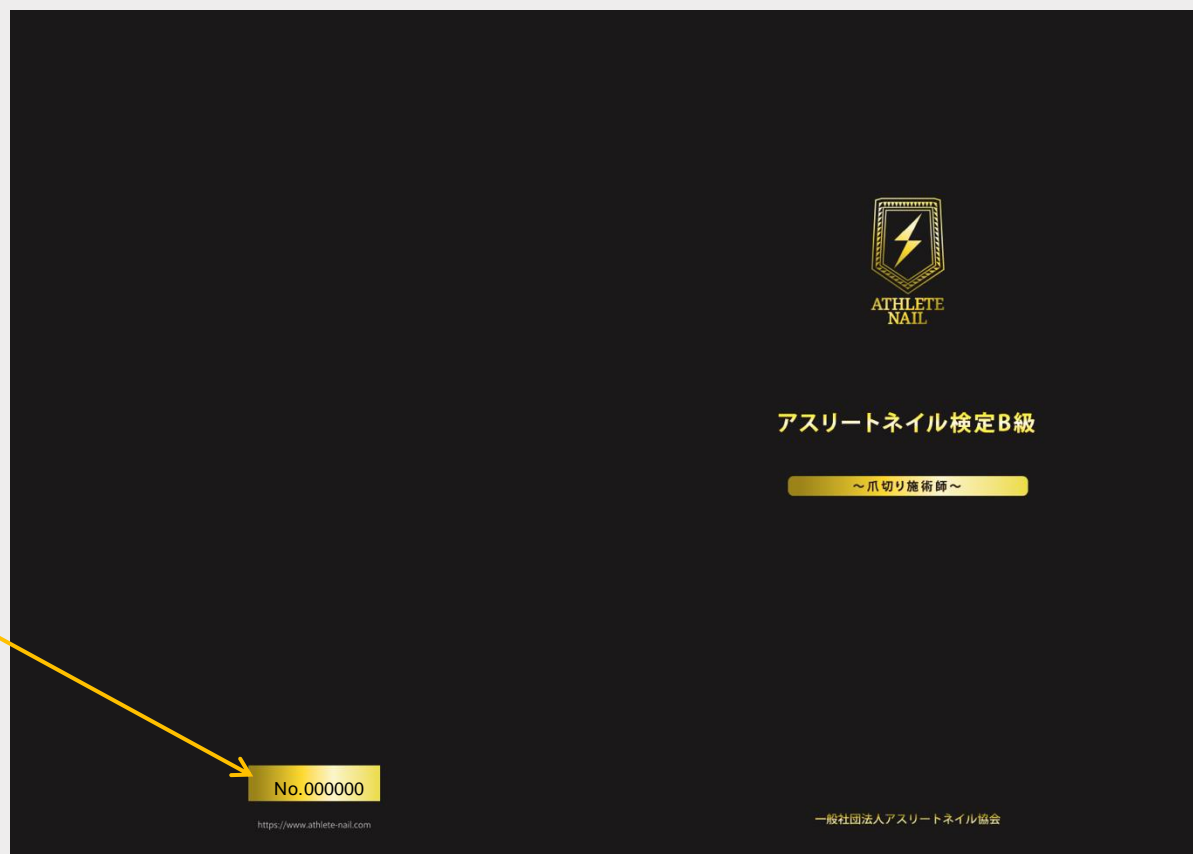 ATHLETE
NAIL
アスリートネイル検定B級
～爪切り施術師～
No.000000
https://www.athlete-nail.com
一般社団法人アスリートネイル協会